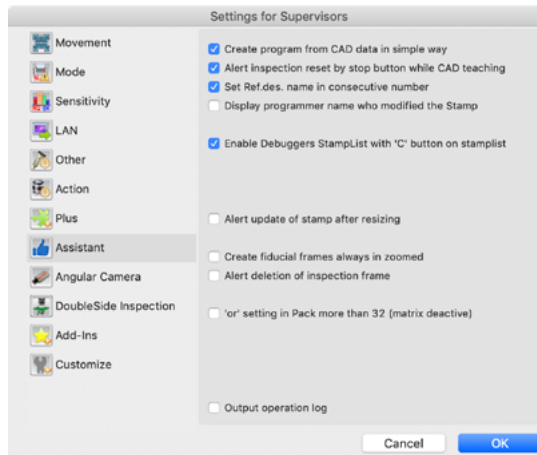 Settings for Supervisors
Movement
Mode
Sensitivity
LAN
Other
Action
Plus
Assistant
Angular Camera
DoubleSide Inspection
Add-Ins
Customize
Create program from CAD data in simple way
Alert inspection reset by stop button while CAD teaching
Set Ref.des. name in consecutive number
Display programmer name who modified the Stamp
Enable Debuggers StampList with 'C' button on stamplist
Alert update of stamp after resizing
Create fiducial frames always in zoomed
Alert deletion of inspection frame
'or' setting in Pack more than 32 (matrix deactive)
Output operation log
Cancel
OK